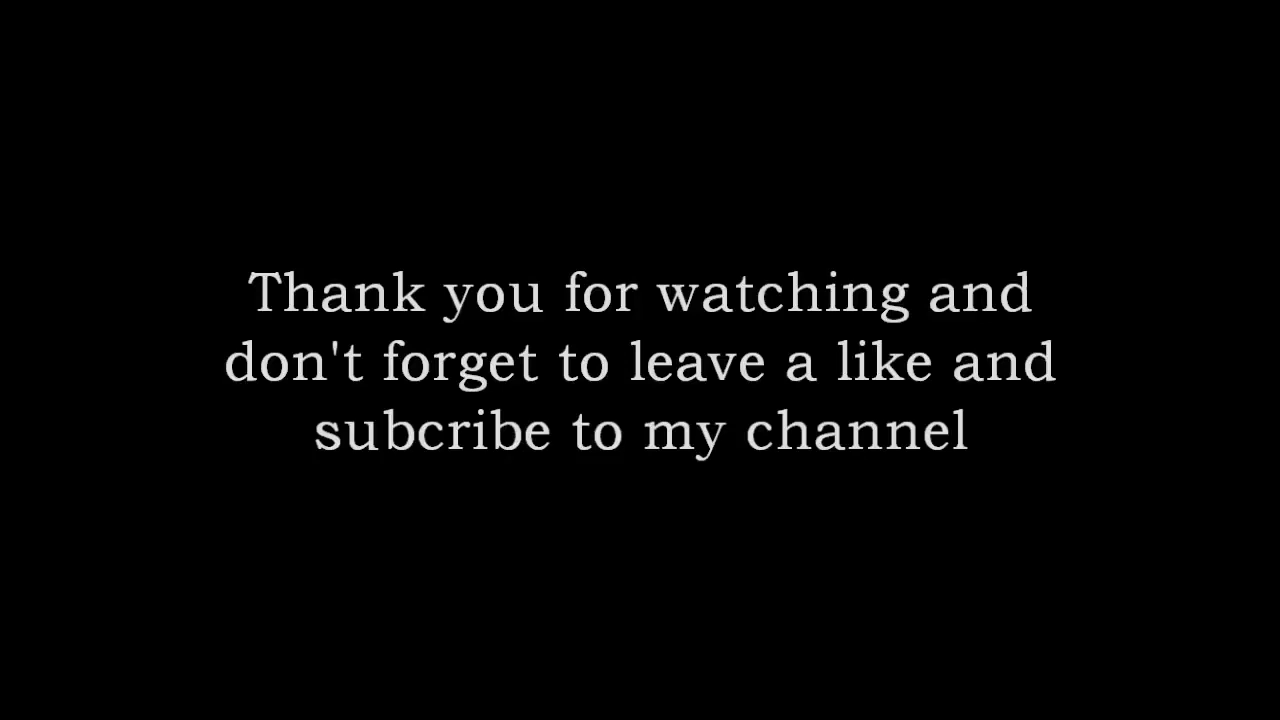 Thank you for watching and
don't forget to leave a like and
subcribe to my channel